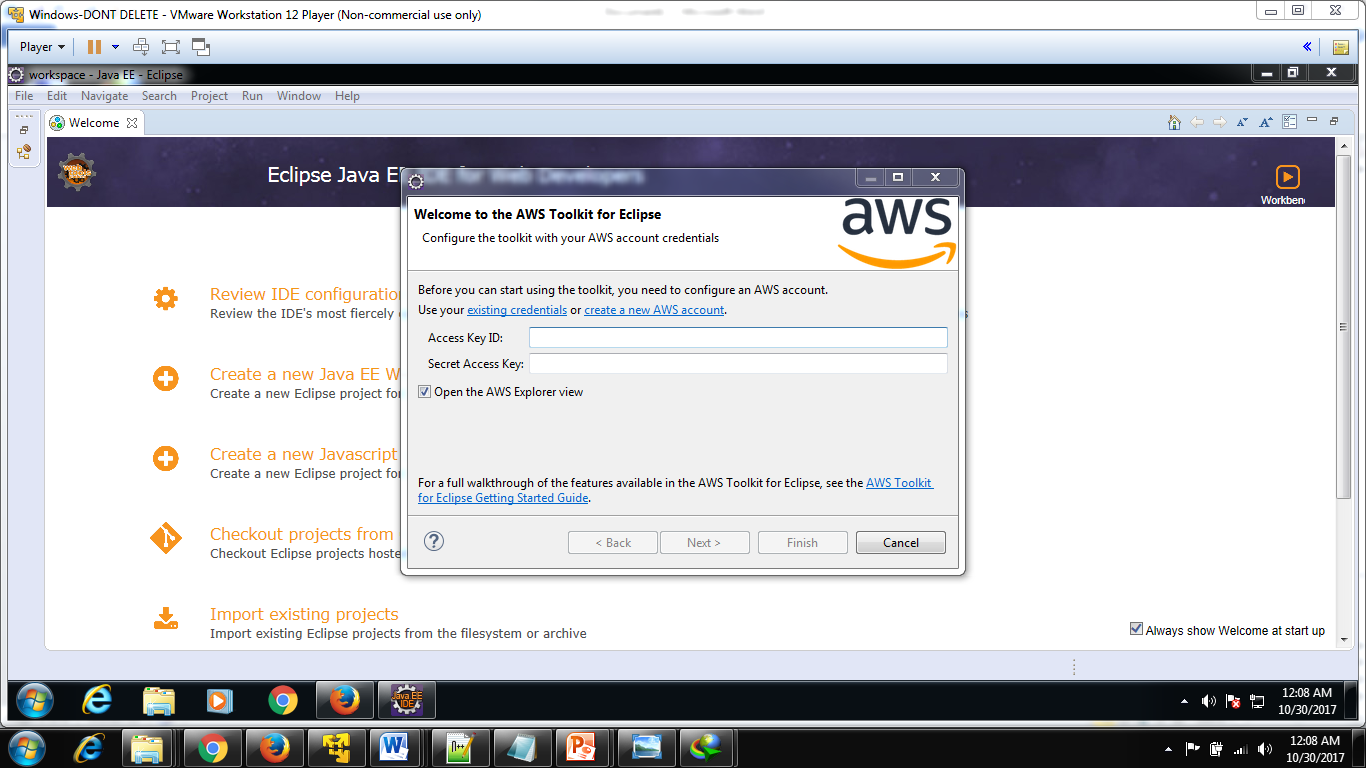 Windows-DONT DELETE - VMware Workstation 12 Player (Non-commercial use only)
Player
workspace - Java EE - Eclipse
File Edit Navigate Search Project Run Window Help
Welcome
Eclipse Java E
for Web Developers
Workben
aws
Welcome to the AWS Toolkit for Eclipse
Configure the toolkit with your AWS account credentials
Before you can start using the toolkit, you need to configure an AWS account.
Use your existing credentials or create a new AWS account.
Access Key ID:
Secret Access Key:
Open the AWS Explorer view
For a full walkthrough of the features available in the AWS Toolkit for Eclipse, see the AWS Toolkit
for Eclipse Getting Started Guide.
< Back Next > Finish Cancel
Review IDE configuratio
Review the IDE's most fiercely
Create a new Java EE W
Create a new Eclipse project fo
Create a new Javascript
Create a new Eclipse project fo
Checkout projects from
Checkout Eclipse projects hoste
Import existing projects
Import existing Eclipse projects from the filesystem or archive
Always show Welcome at start up
Java EE
IDE
12:08 AM
10/30/2017
12:08 AM
10/30/2017